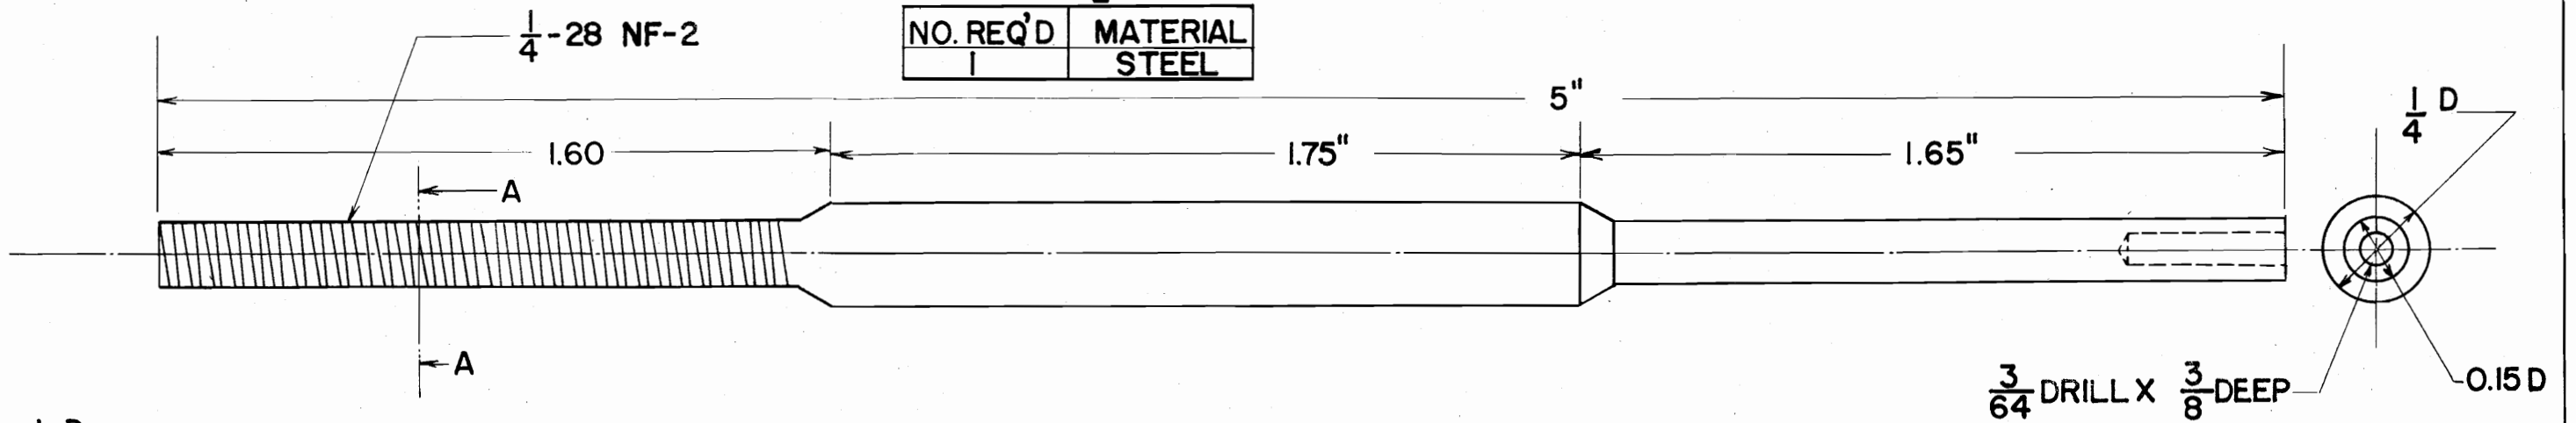 1/4-28 NF-2
NO. REQ'D MATERIAL
1 STEEL
5"
1/4 D
1.60 1.75" 1.65"
A
A
3/64 DRILL X 3/8 DEEP
0.15 D